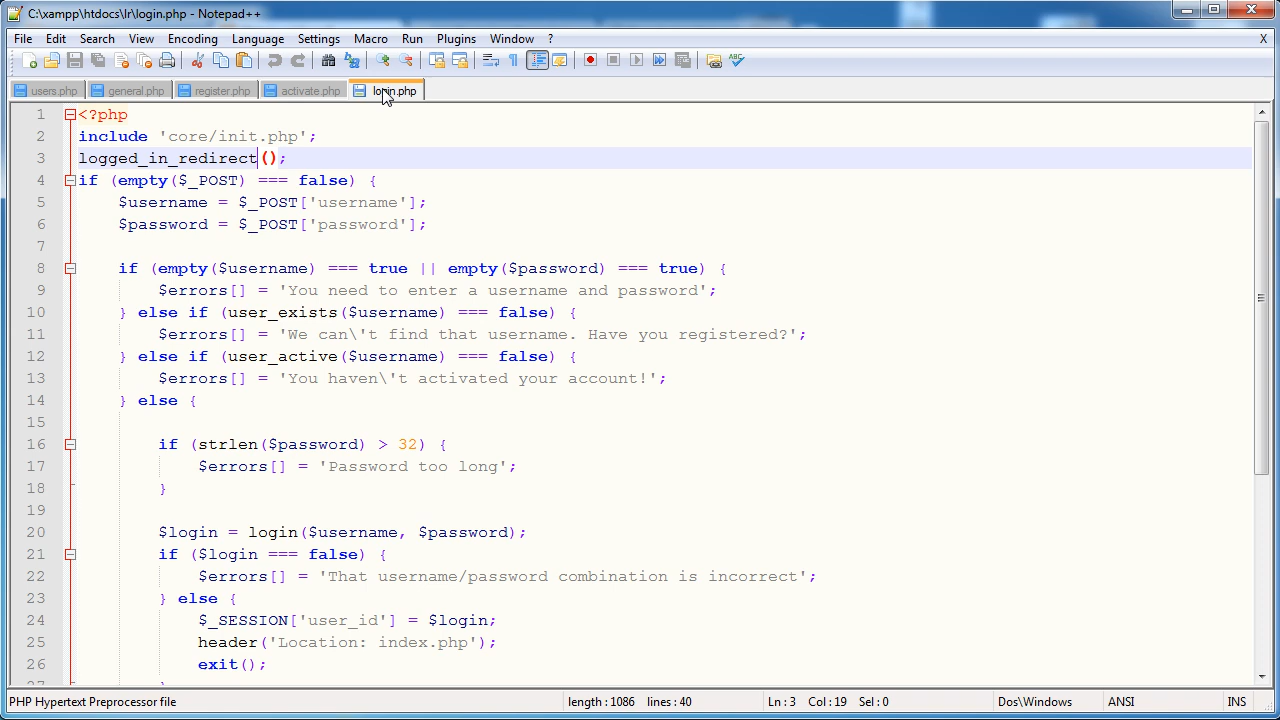 C:\xampp\htdocs\lr\login.php - Notepad++
File Edit Search View Encoding Language Settings Macro Run Plugins Window ? X
users.php general.php register.php activate.php login.php
1 <?php
2 include 'core/init.php';
3 logged_in_redirect();
4 if (empty($_POST) === false) {
5 $username = $_POST['username'];
6 $password = $_POST['password'];
7
8 if (empty($username) === true || empty($password) === true) {
9 $errors[] = 'You need to enter a username and password';
10 } else if (user_exists($username) === false) {
11 $errors[] = 'We can\'t find that username. Have you registered?';
12 } else if (user_active($username) === false) {
13 $errors[] = 'You haven\'t activated your account!';
14 } else {
15
16 if (strlen($password) > 32) {
17 $errors[] = 'Password too long';
18 }
19
20 $login = login($username, $password);
21 if ($login === false) {
22 $errors[] = 'That username/password combination is incorrect';
23 } else {
24 $_SESSION['user_id'] = $login;
25 header('Location: index.php');
26 exit();
27 }
PHP Hypertext Preprocessor file length : 1086 lines : 40 Ln : 3 Col : 19 Sel : 0 Dos\Windows ANSI INS